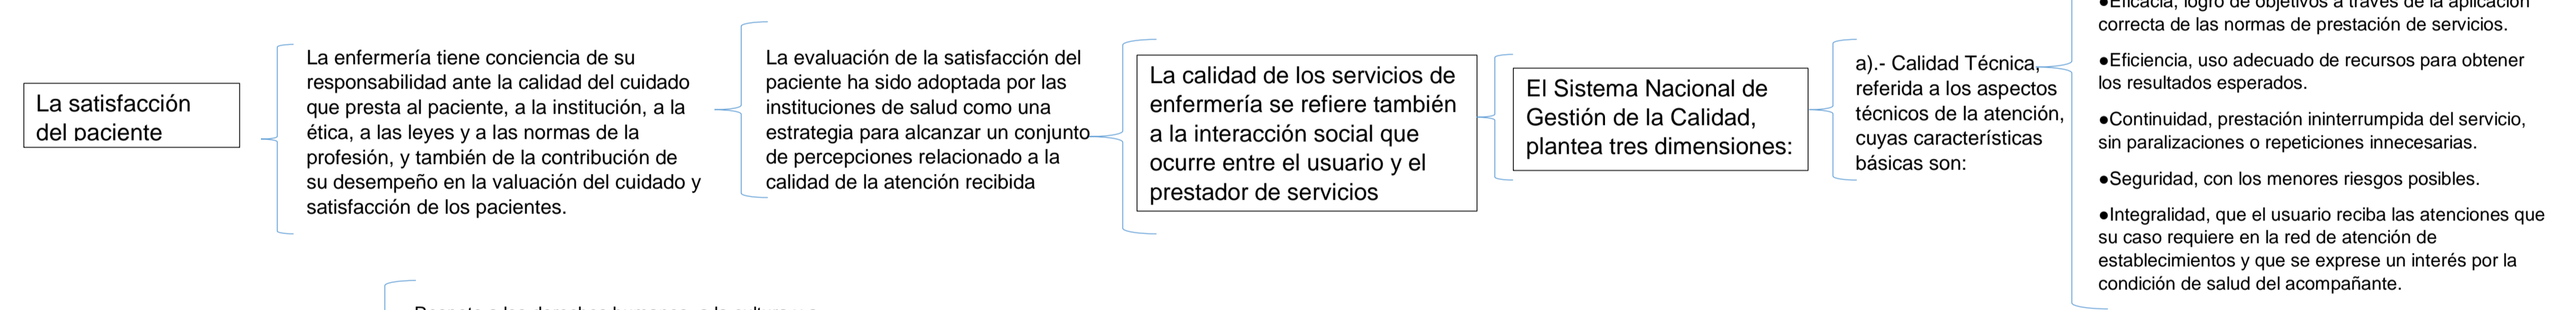 La satisfacción
del paciente
La enfermería tiene conciencia de su
responsabilidad ante la calidad del cuidado
que presta al paciente, a la institución, a la
ética, a las leyes y a las normas de la
profesión, y también de la contribución de
su desempeño en la valuación del cuidado y
satisfacción de los pacientes.
La evaluación de la satisfacción del
paciente ha sido adoptada por las
instituciones de salud como una
estrategia para alcanzar un conjunto
de percepciones relacionado a la
calidad de la atención recibida
La calidad de los servicios de
enfermería se refiere también
a la interacción social que
ocurre entre el usuario y el
prestador de servicios
El Sistema Nacional de
Gestión de la Calidad,
plantea tres dimensiones:
a).- Calidad Técnica,
referida a los aspectos
técnicos de la atención,
cuyas características
básicas son:
●Eficacia, logro de objetivos a través de la aplicación
correcta de las normas de prestación de servicios.
●Eficiencia, uso adecuado de recursos para obtener
los resultados esperados.
●Continuidad, prestación ininterrumpida del servicio,
sin paralizaciones o repeticiones innecesarias.
●Seguridad, con los menores riesgos posibles.
●Integralidad, que el usuario reciba las atenciones que
su caso requiere en la red de atención de
establecimientos y que se exprese un interés por la
condición de salud del acompañante.